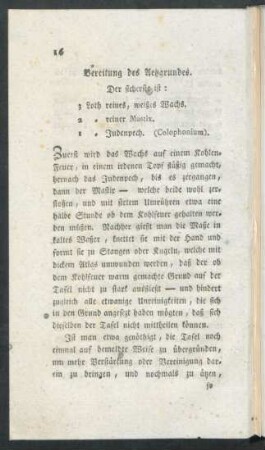 16
Bereitung des Aetzgrundes.
Der sicherste ist:
3 Loth reines, weißes Wachs.
2 " reiner Mastix.
1 " Judenpech. (Colophonium).
Zuerst wird das Wachs auf einem Kohlen-
Feuer, in einem irdenen Topf flüßig gemacht,
hernach das Judenpech, bis es zergangen,
dann der Mastix — welche beide wohl zer-
stoßen, und mit stetem Umrühren etwa eine
halbe Stunde ob dem Kohlfeuer gehalten wer-
den müßen. Nachher gießt man die Maße in
kaltes Waßer, knettet sie mit der Hand und
formt sie zu Stangen oder Kugeln, welche mit
dickem Atlas umwunden werden, daß der ob
dem Kohlfeuer warm gemachte Grund auf der
Tafel nicht zu stark ausfließt — und hindert
zugleich alle etwanige Unreinigkeiten, die sich
in den Grund angesezt haben mögten, daß sich
dieselben der Tafel nicht mittheilen können.
Ist man etwa genöthigt, die Tafel noch
einmal auf bemeldte Weise zu übergründen,
um mehr Verstärkung oder Vereinigung dar-
ein zu bringen, und nochmals zu äzen,
so